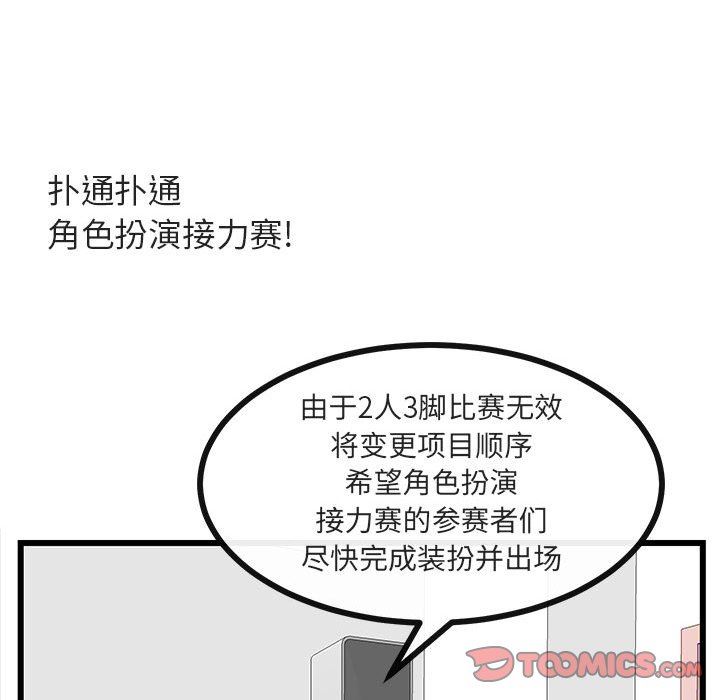 扑通扑通
角色扮演接力赛!
由于2人3脚比赛无效
将变更项目顺序
希望角色扮演
接力赛的参赛者们
尽快完成装扮并出场
TOOMICS.COM